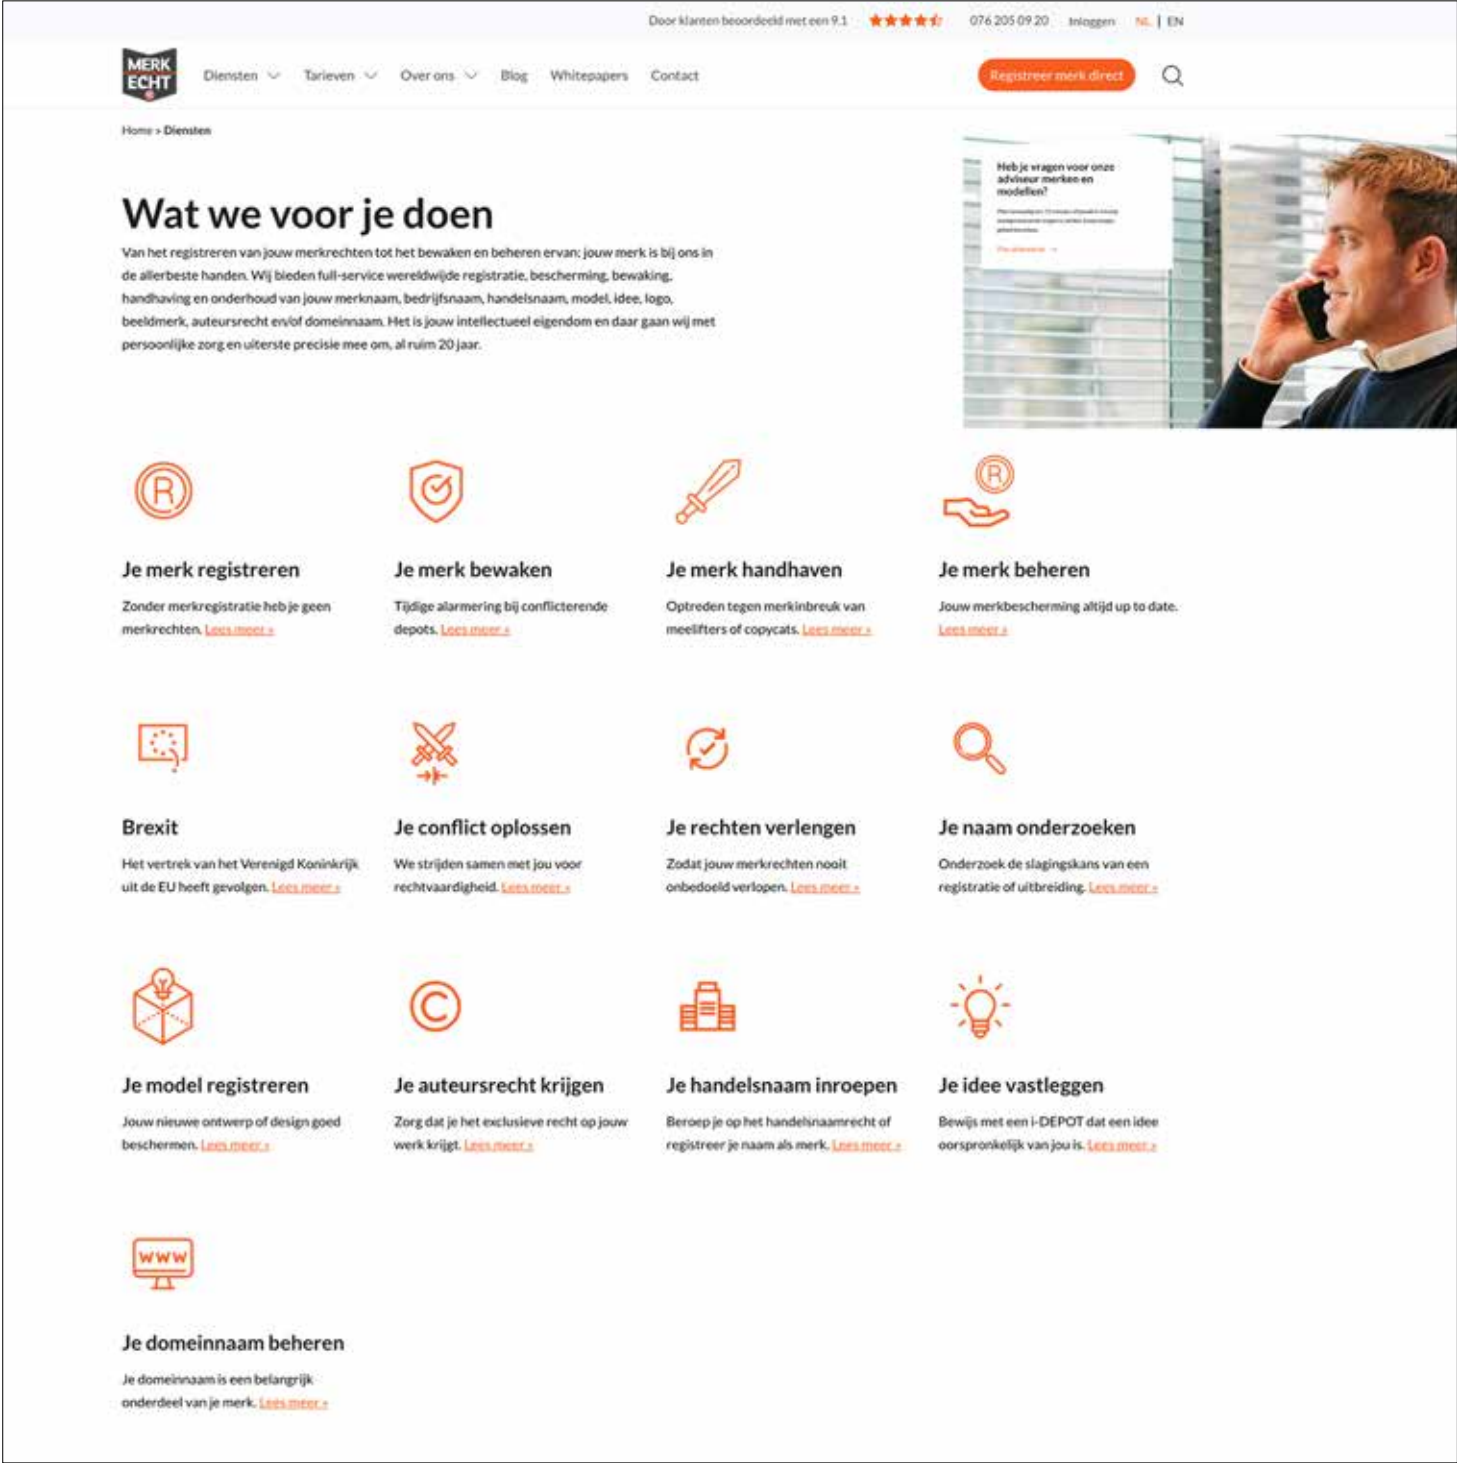 Door klanten beoordeeld met een 9.1 076 205 09 20 Inloggen NL | EN
MERK
ECHT
Diensten Tarieven Over ons Blog Whitepapers Contact Registreer merk direct
Home » Diensten
Heb je vragen voor onze
adviseur merken en
modellen?
Wat we voor je doen
Van het registreren van jouw merkrechten tot het bewaken en beheren ervan: jouw merk is bij ons in
de allerbeste handen. Wij bieden full-service wereldwijde registratie, bescherming, bewaking,
handhaving en onderhoud van jouw merknaam, bedrijfsnaam, handelsnaam, model, idee, logo,
beeldmerk, auteursrecht en/of domeinnaam. Het is jouw intellectueel eigendom en daar gaan wij met
persoonlijke zorg en uiterste precisie mee om, al ruim 20 jaar.
R
Je merk registreren
Zonder merkregistratie heb je geen
merkrechten. Lees meer »
Je merk bewaken
Tijdige alarmering bij conflicterende
depots. Lees meer »
Je merk handhaven
Optreden tegen merkinbreuk van
meelifters of copycats. Lees meer »
R
Je merk beheren
Jouw merkbescherming altijd up to date.
Lees meer »
Brexit
Het vertrek van het Verenigd Koninkrijk
uit de EU heeft gevolgen. Lees meer »
Je conflict oplossen
We strijden samen met jou voor
rechtvaardigheid. Lees meer »
Je rechten verlengen
Zodat jouw merkrechten nooit
onbedoeld verlopen. Lees meer »
Je naam onderzoeken
Onderzoek de slagingskans van een
registratie of uitbreiding. Lees meer »
Je model registreren
Jouw nieuwe ontwerp of design goed
beschermen. Lees meer »
C
Je auteursrecht krijgen
Zorg dat je het exclusieve recht op jouw
werk krijgt. Lees meer »
Je handelsnaam inroepen
Beroep je op het handelsnaamrecht of
registreer je naam als merk. Lees meer »
Je idee vastleggen
Bewijs met een i-DEPOT dat een idee
oorspronkelijk van jou is. Lees meer »
WWW
Je domeinnaam beheren
Je domeinnaam is een belangrijk
onderdeel van je merk. Lees meer »